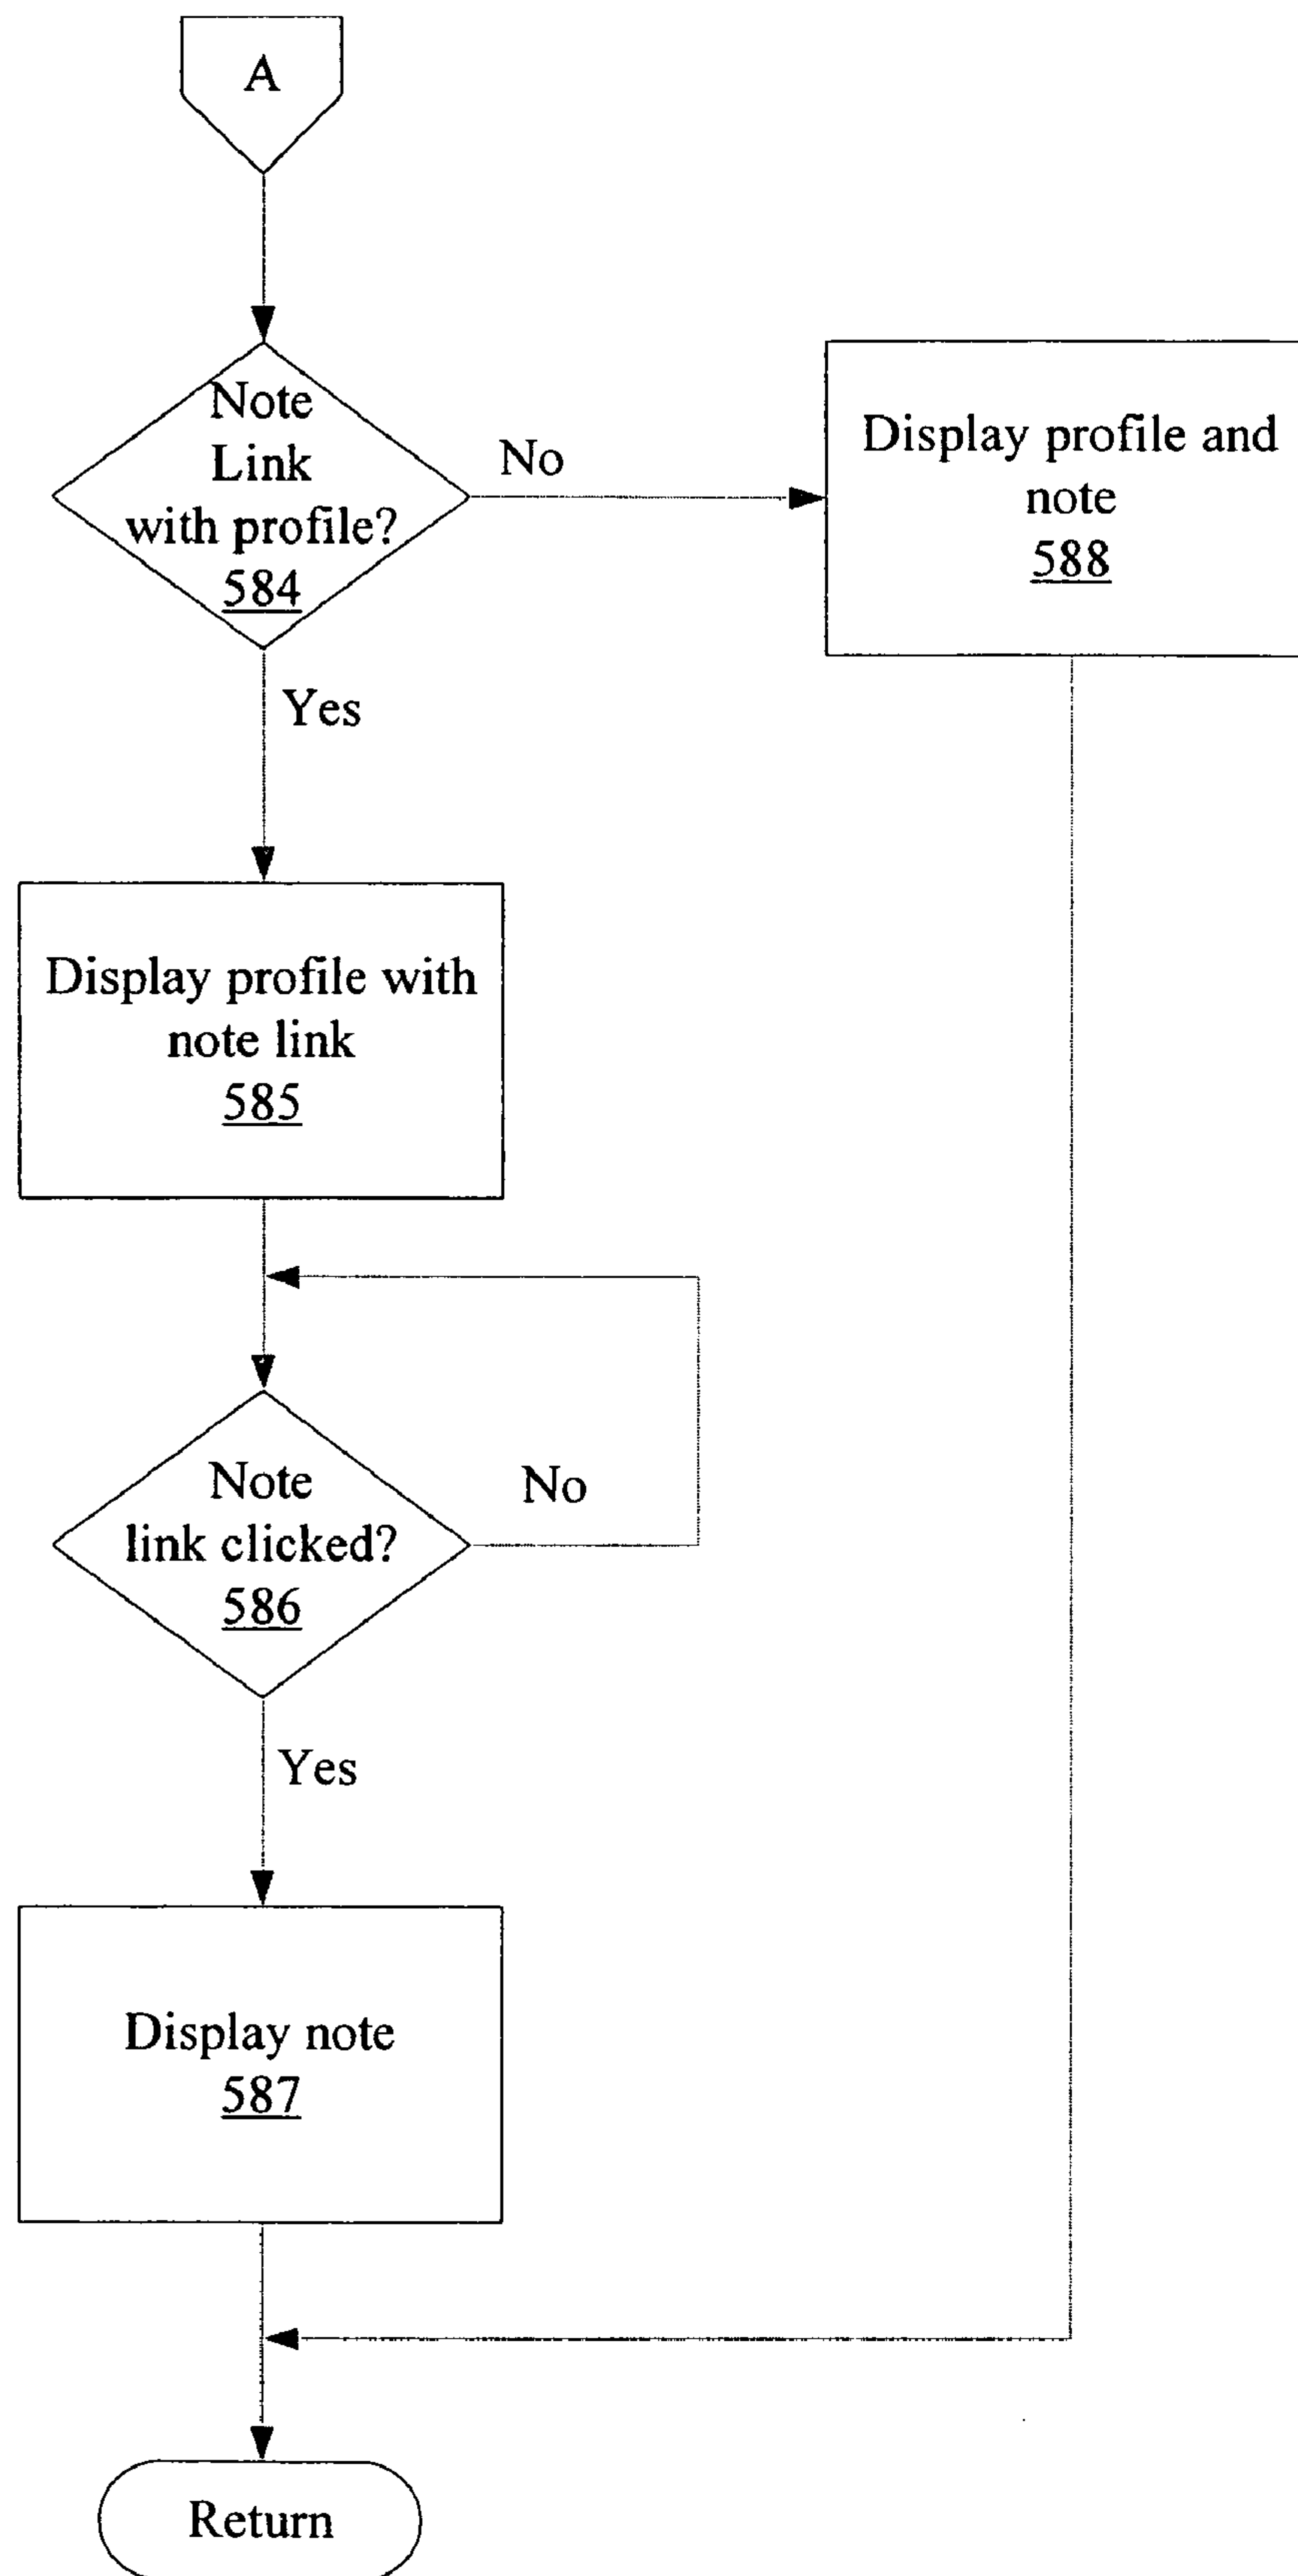 A
Note
Link
with profile?
584
No
Display profile and
note
588
Yes
Display profile with
note link
585
Note
link clicked?
586
No
Yes
Display note
587
Return